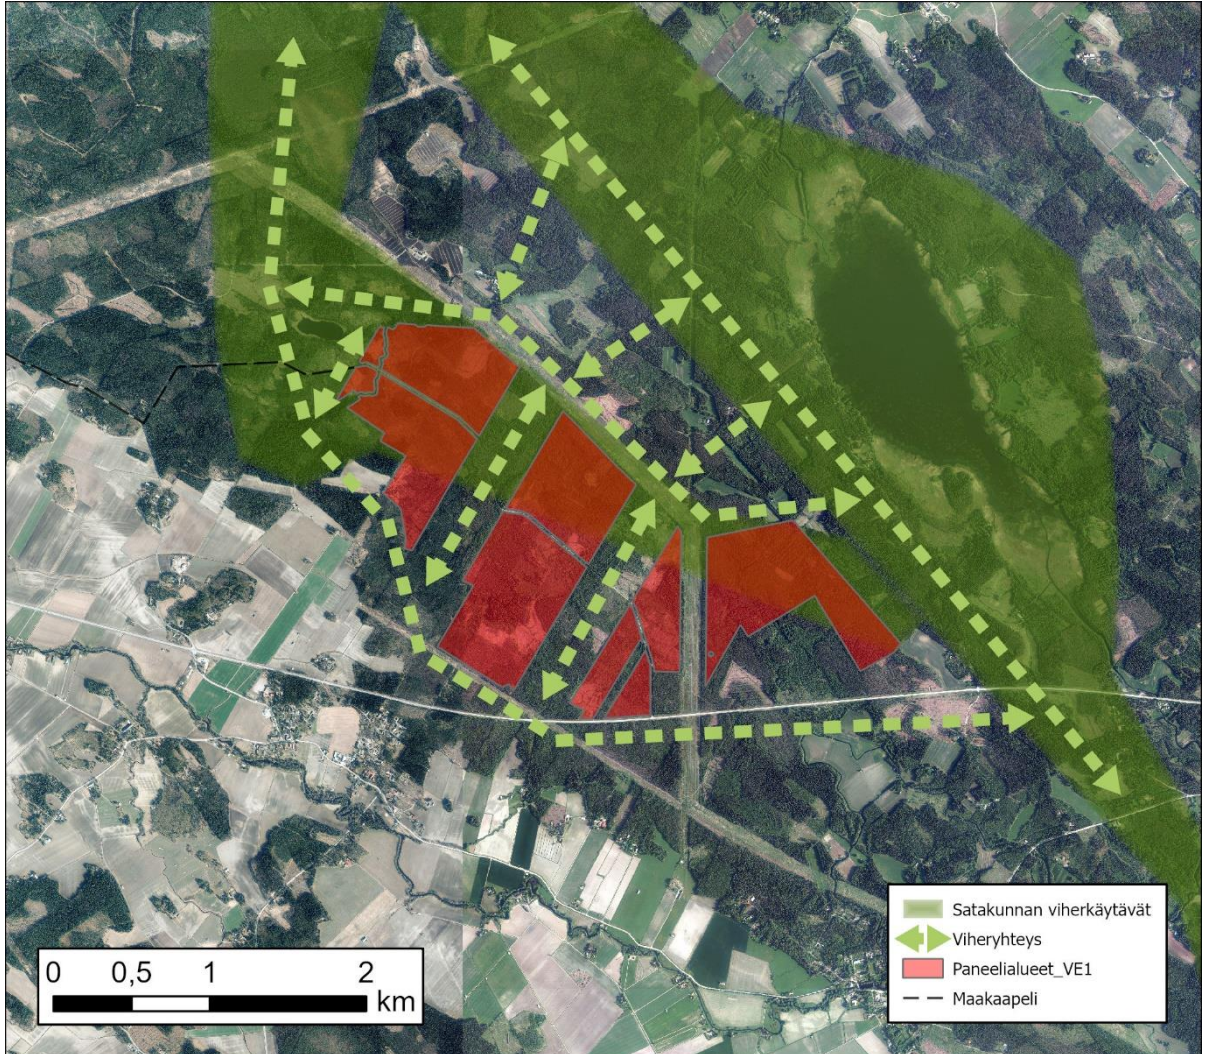 0 0,5 1 2
km
Satakunnan viherkäytävät
Viheryhteys
Paneelialueet_VE1
Maakaapeli